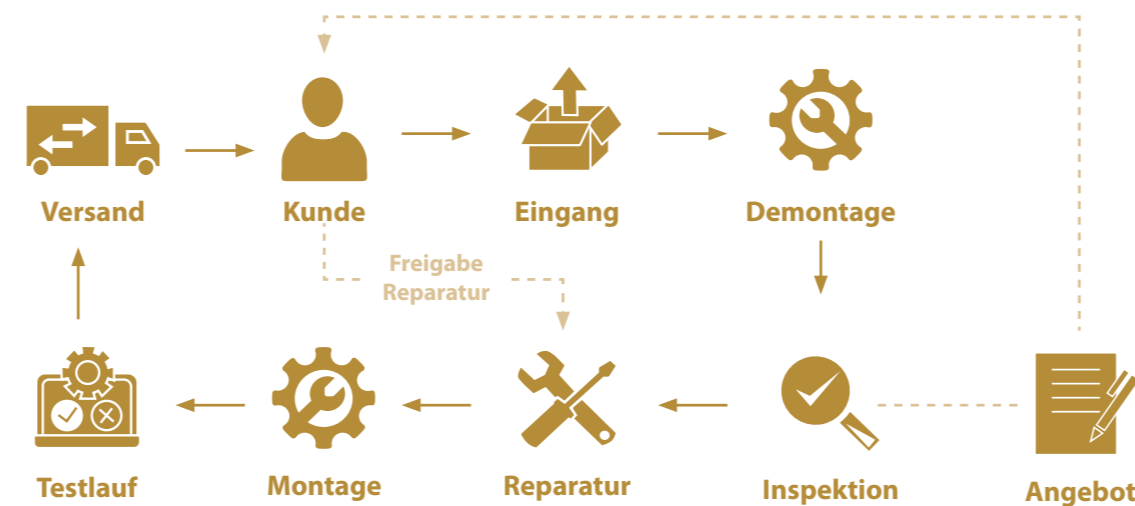 Versand
Kunde
Eingang
Demontage
Freigabe
Reparatur
Testlauf
Montage
Reparatur
Inspektion
Angebot